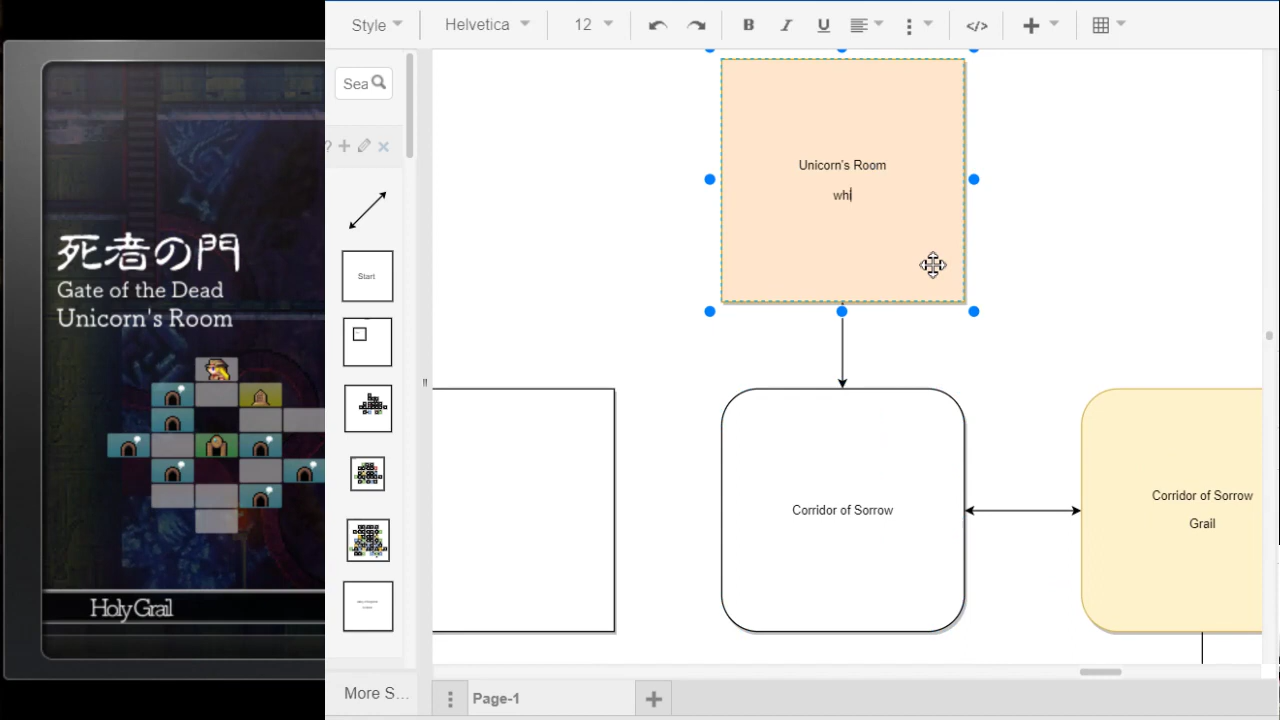 Style
Helvetica
12
B
I
U
</>
Sea
?
Start
死者の門
Gate of the Dead
Unicorn's Room
Holy Grail
Unicorn's Room
whi
Corridor of Sorrow
Corridor of Sorrow
Grail
More S...
Page-1